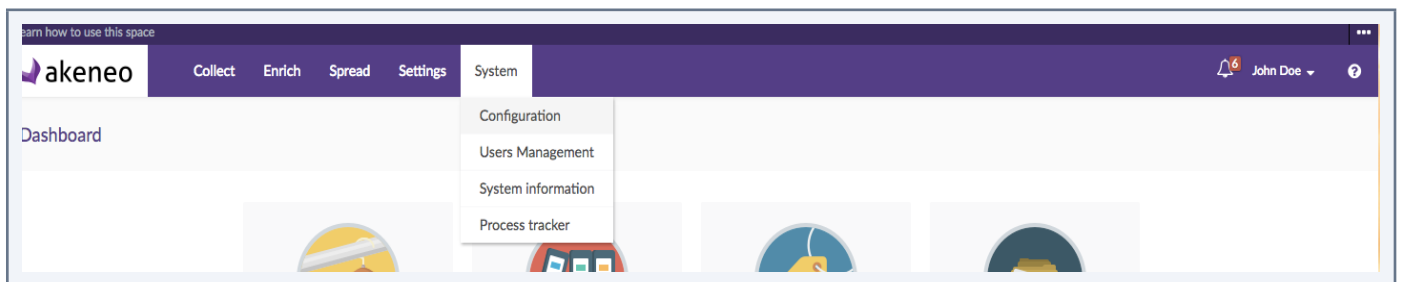 earn how to use this space
akeneo
Collect Enrich Spread Settings System
6 John Doe
Configuration
Dashboard
Users Management
System information
Process tracker